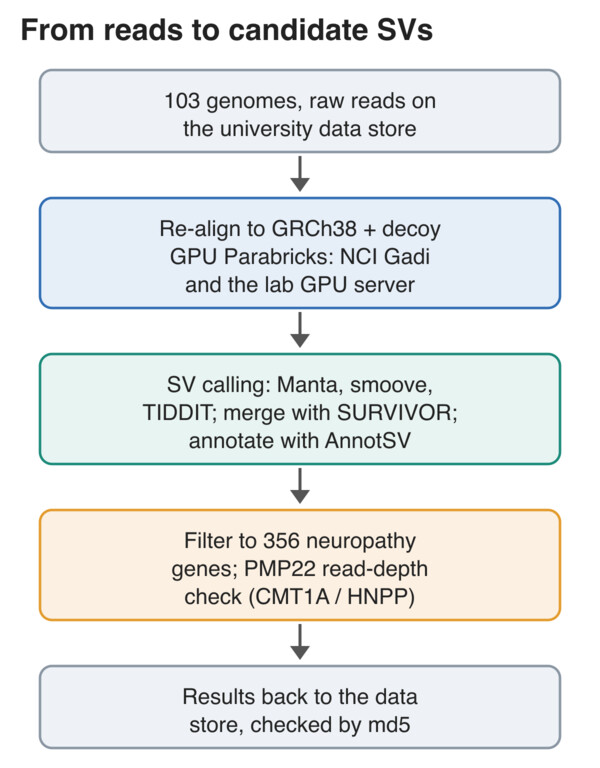 From reads to candidate SVs
103 genomes, raw reads on
the university data store
Re-align to GRCh38 + decoy
GPU Parabricks: NCI Gadi
and the lab GPU server
SV calling: Manta, smoove,
TIDDIT; merge with SURVIVOR;
annotate with AnnotSV
Filter to 356 neuropathy
genes; PMP22 read-depth
check (CMT1A / HNPP)
Results back to the data
store, checked by md5